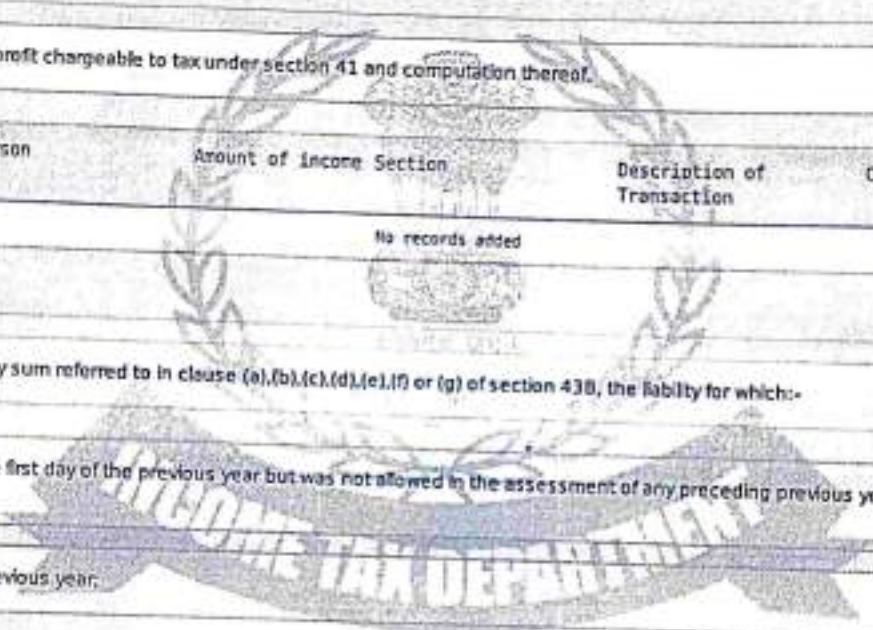 profit chargeable to tax under section 41 and computation thereof.
son Amount of income Section Description of
Transaction
No records added
y sum referred to in clause (a),(b),(c),(d),(e),(f) or (g) of section 43B, the liability for which:-
first day of the previous year but was not allowed in the assessment of any preceding previous ye
evious year;
INCOME TAX DEPARTMENT